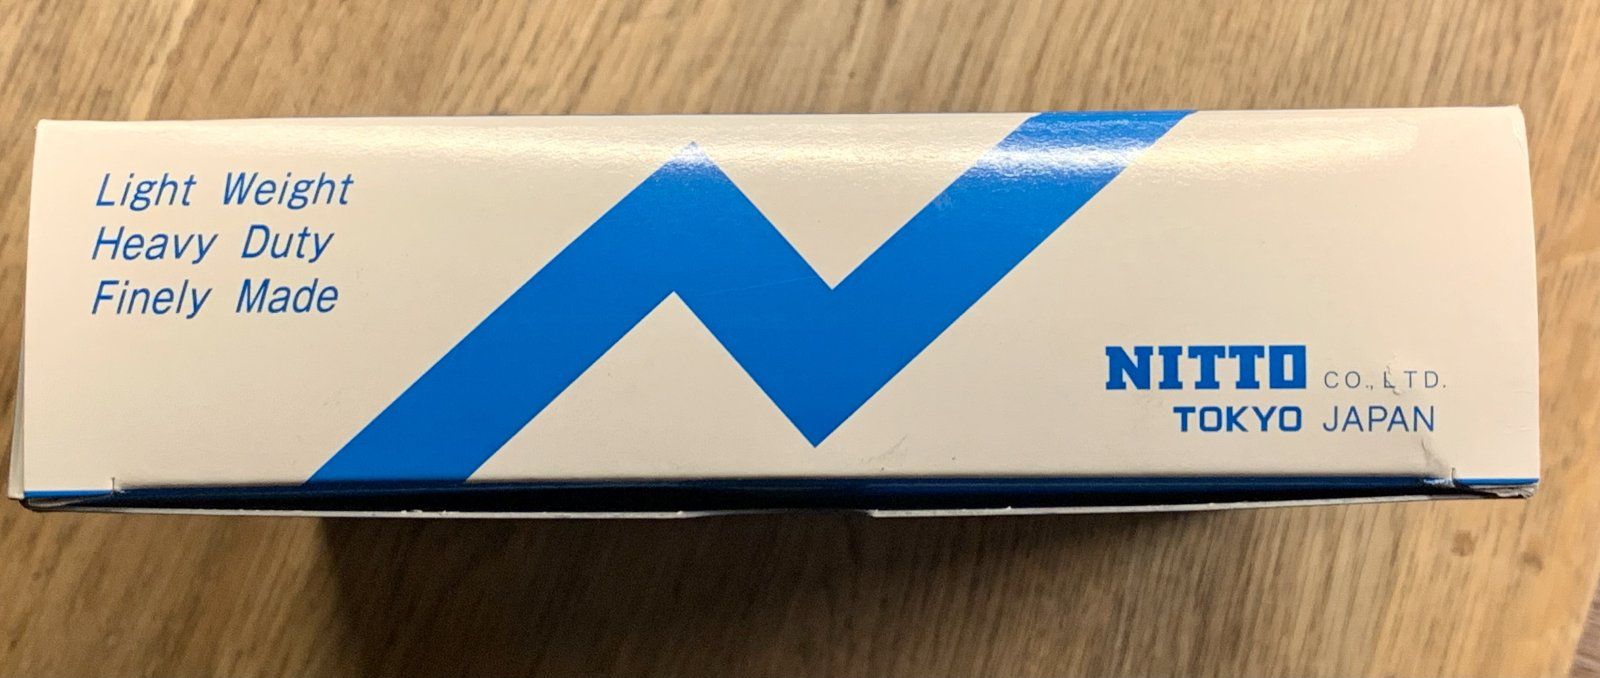 Light Weight
Heavy Duty
Finely Made
NITTO CO., LTD.
TOKYO JAPAN